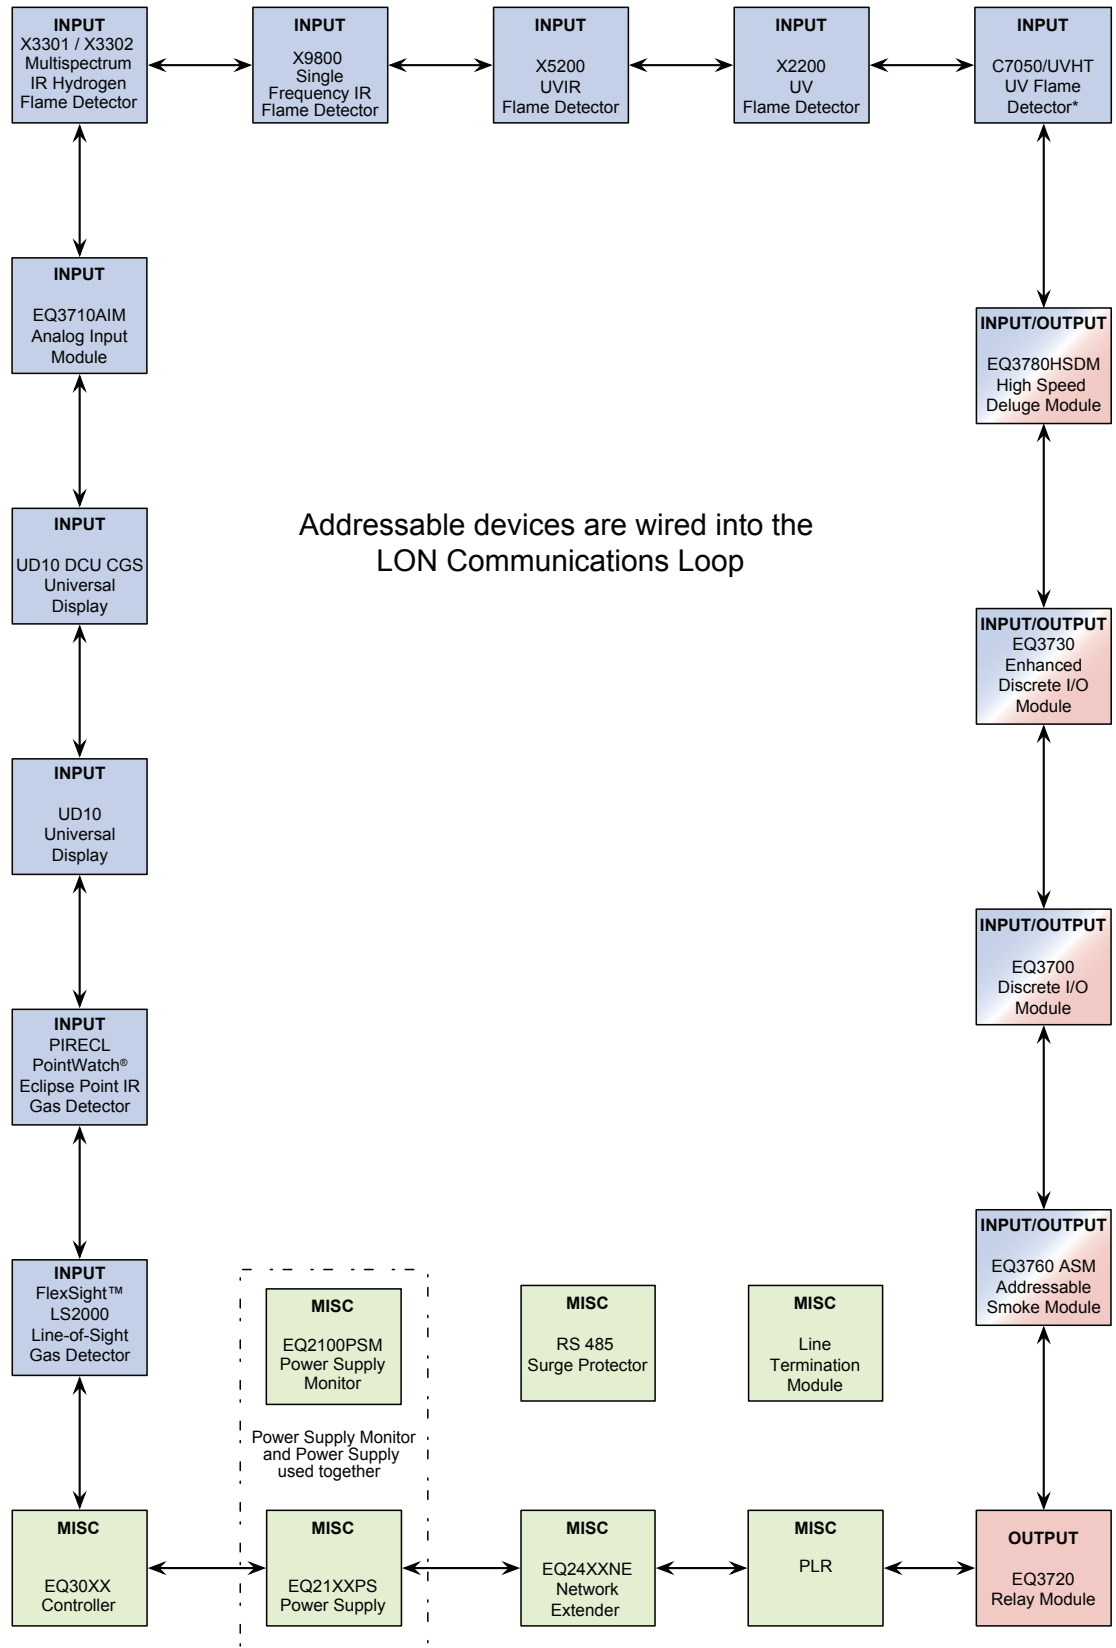 INPUT
X3301 / X3302
Multispectrum
IR Hydrogen
Flame Detector
INPUT
X9800
Single
Frequency IR
Flame Detector
INPUT
X5200
UVIR
Flame Detector
INPUT
X2200
UV
Flame Detector
INPUT
C7050/UVHT
UV Flame
Detector*
INPUT
EQ3710AIM
Analog Input
Module
INPUT/OUTPUT
EQ3780HSDM
High Speed
Deluge Module
Addressable devices are wired into the
LON Communications Loop
INPUT
UD10 DCU CGS
Universal
Display
INPUT/OUTPUT
EQ3730
Enhanced
Discrete I/O
Module
INPUT
UD10
Universal
Display
INPUT/OUTPUT
EQ3700
Discrete I/O
Module
INPUT
PIRECL
PointWatch®
Eclipse Point IR
Gas Detector
INPUT/OUTPUT
EQ3760 ASM
Addressable
Smoke Module
INPUT
FlexSight™
LS2000
Line-of-Sight
Gas Detector
MISC
EQ2100PSM
Power Supply
Monitor
MISC
RS 485
Surge Protector
MISC
Line
Termination
Module
Power Supply Monitor
and Power Supply
used together
MISC
EQ30XX
Controller
MISC
EQ21XXPS
Power Supply
MISC
EQ24XXNE
Network
Extender
MISC
PLR
OUTPUT
EQ3720
Relay Module